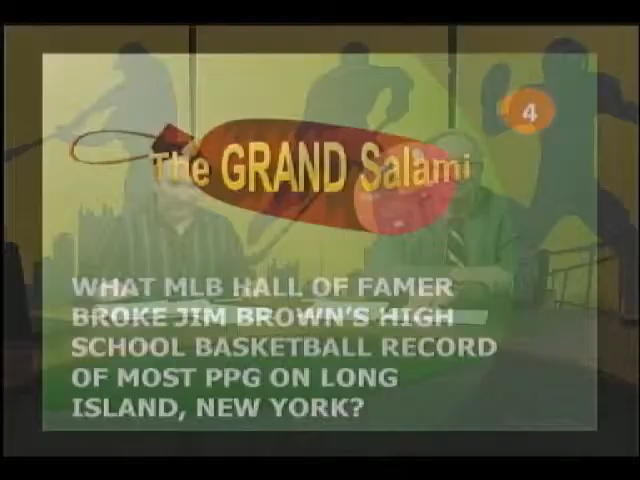 The GRAND Salami
4
WHAT MLB HALL OF FAMER
BROKE JIM BROWN'S HIGH
SCHOOL BASKETBALL RECORD
OF MOST PPG ON LONG
ISLAND, NEW YORK?